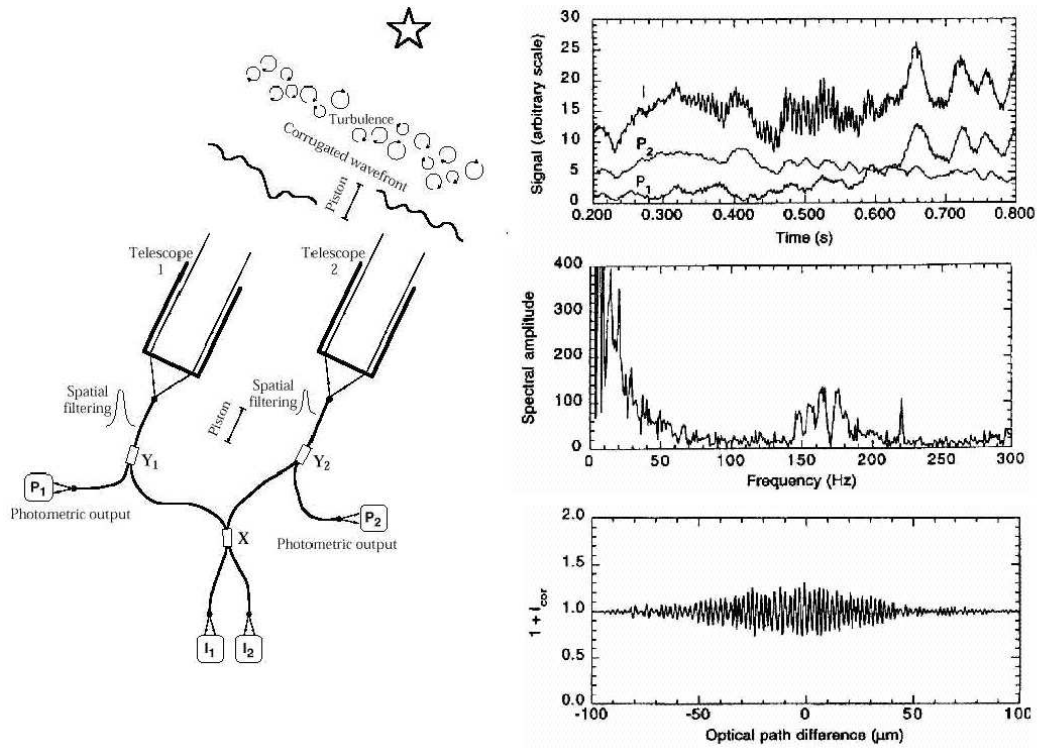 Turbulence
Corrugated wavefront
Piston
Telescope
1
Telescope
2
Spatial
filtering
Piston
Spatial
filtering
Y1
Y2
P1
Photometric output
P2
Photometric output
X
I1
I2
Signal (arbitrary scale)
30
25
20
15
10
5
0
I
P2
P1
0.200
0.300
0.400
0.500
0.600
0.700
0.800
Time (s)
Spectral amplitude
400
300
200
100
0
0
50
100
150
200
250
300
Frequency (Hz)
1 + Icor
2.0
1.5
1.0
0.5
0.0
-100
-50
0
50
100
Optical path difference (μm)